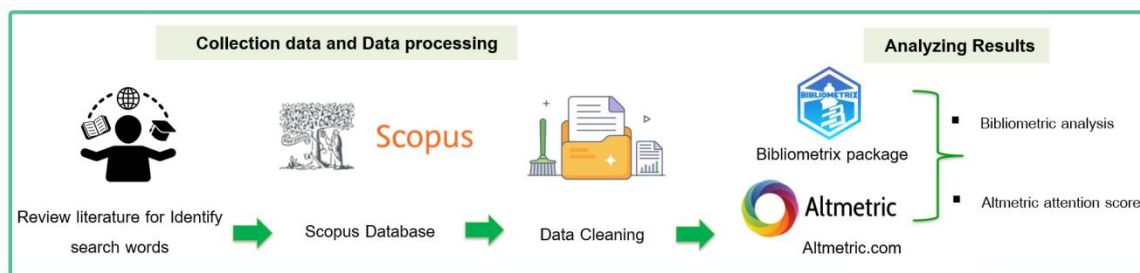 Collection data and Data processing
Analyzing Results
Scopus
BIBLIOMETRIX
Bibliometrix package
Altmetric
Altmetric.com
Review literature for Identify
search words
Scopus Database
Data Cleaning
▪ Bibliometric analysis
▪ Altmetric attention score